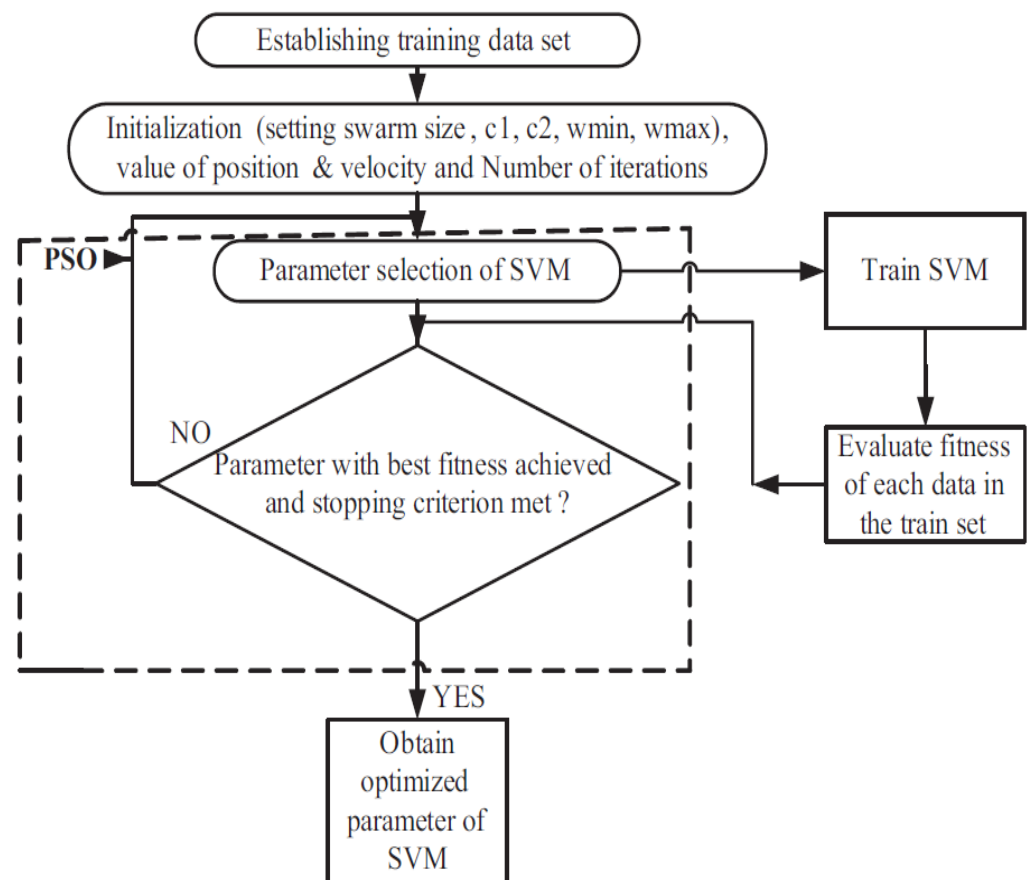 Establishing training data set
Initialization (setting swarm size , c1, c2, wmin, wmax),
value of position & velocity and Number of iterations
PSO
Parameter selection of SVM
Train SVM
NO
Parameter with best fitness achieved
and stopping criterion met ?
Evaluate fitness
of each data in
the train set
YES
Obtain
optimized
parameter of
SVM